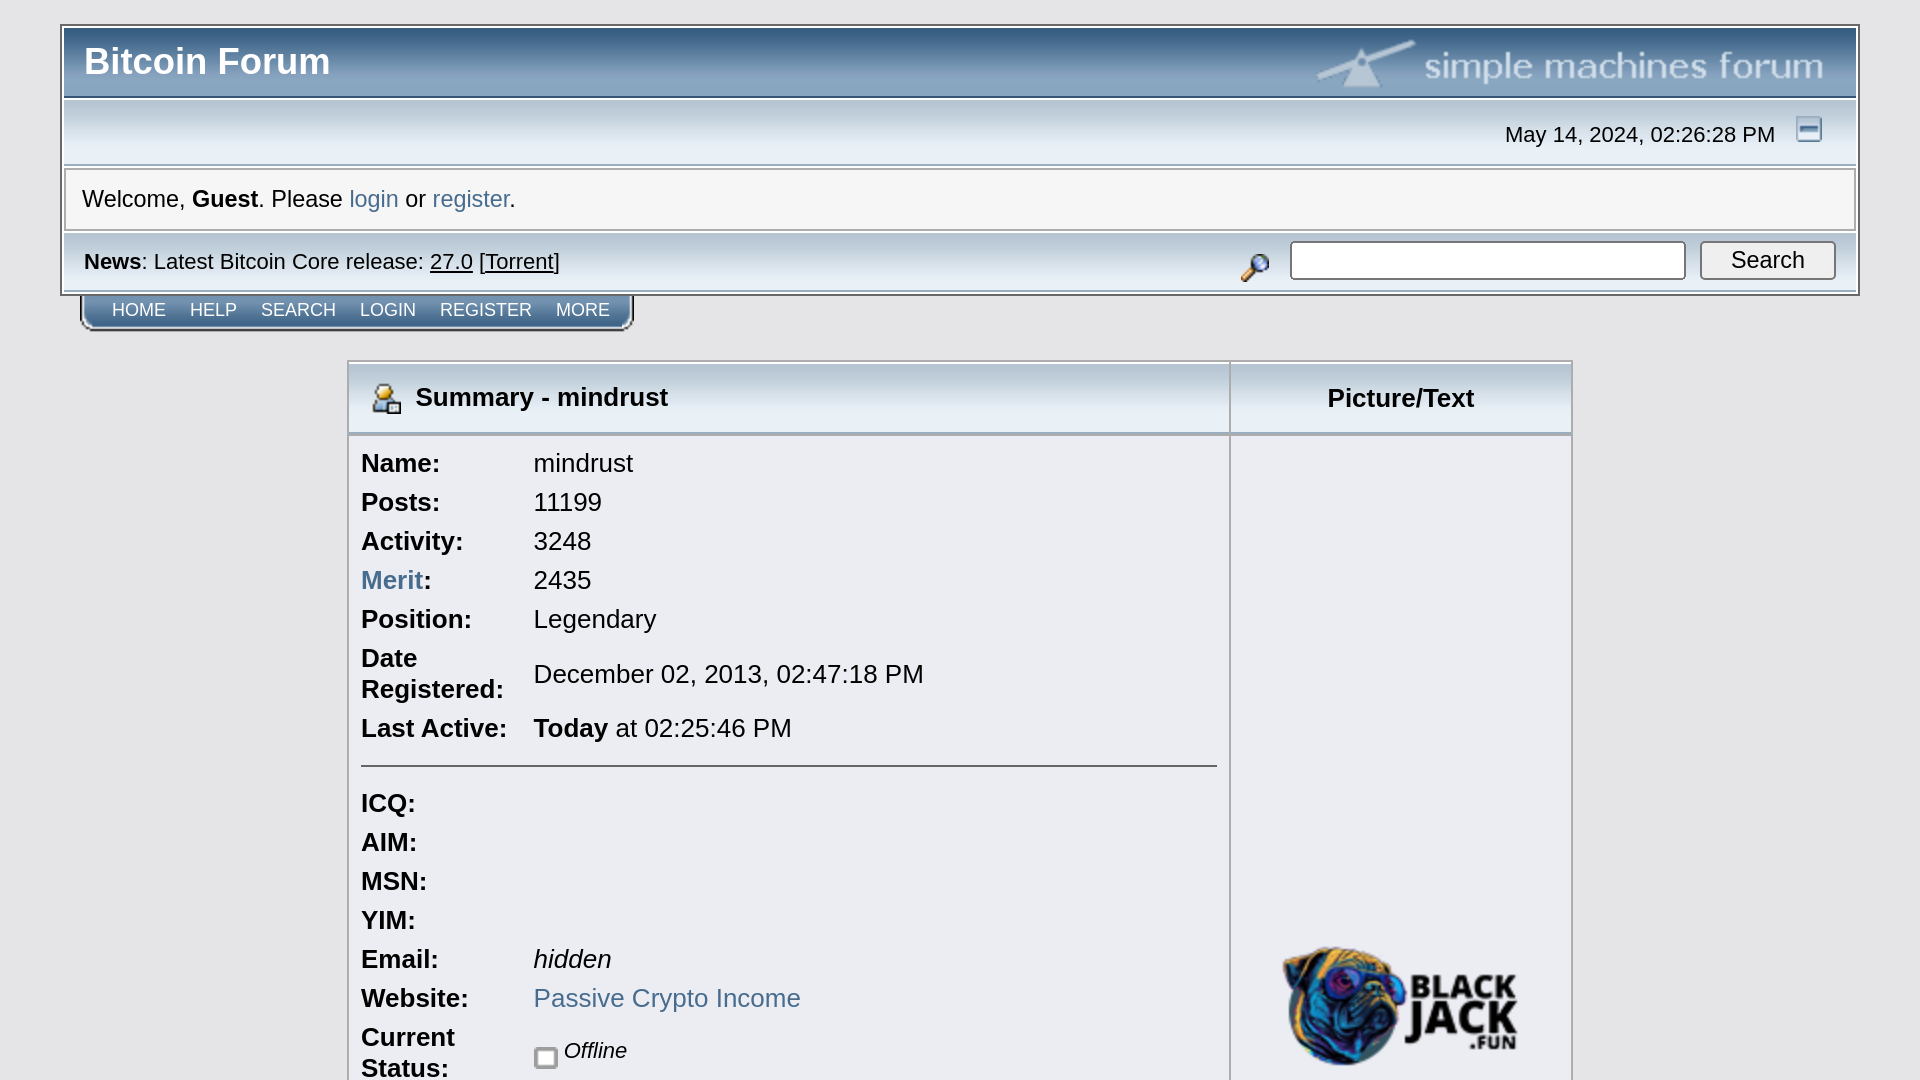 Bitcoin Forum
simple machines forum
May 14, 2024, 02:26:28 PM
Welcome, Guest. Please login or register.
News: Latest Bitcoin Core release: 27.0 [Torrent]
Search
HOME HELP SEARCH LOGIN REGISTER MORE
Summary - mindrust
Picture/Text
Name: mindrust
Posts: 11199
Activity: 3248
Merit: 2435
Position: Legendary
Date
Registered: December 02, 2013, 02:47:18 PM
Last Active: Today at 02:25:46 PM
ICQ:
AIM:
MSN:
YIM:
Email: hidden
Website: Passive Crypto Income
Current
Status: Offline
BLACK
JACK
.FUN